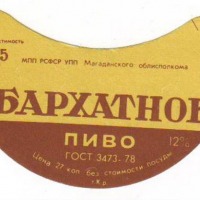 стоимость
5
МПП РСФСР УПП Магаданского облисполкома
БАРХАТНОЕ
ПИВО
12%
ГОСТ 3473-78
Цена 27 коп. без стоимости посуды